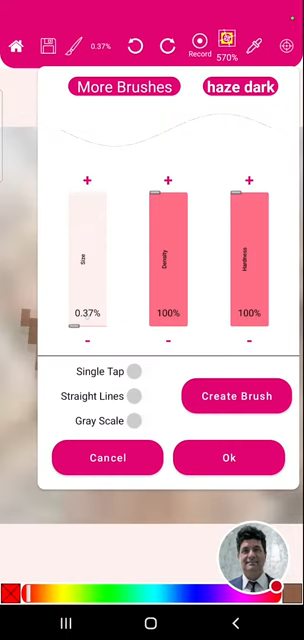 0.37%
Record
570%
More Brushes
haze dark
+ + +
Size
Density
Hardness
0.37%
100%
100%
- - -
Single Tap
Straight Lines
Create Brush
Gray Scale
Cancel
Ok